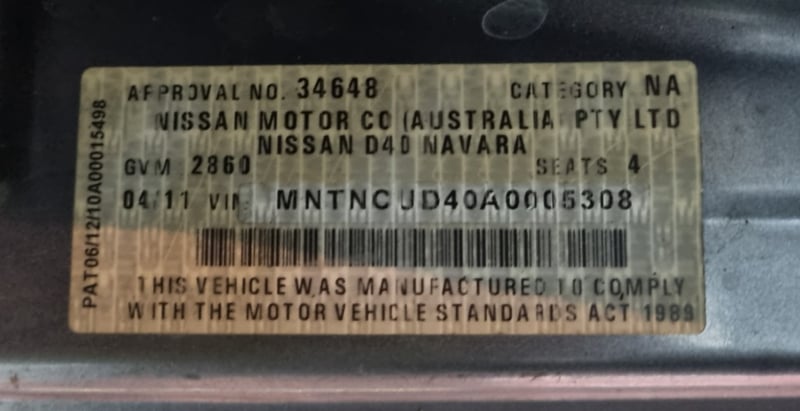 APPROVAL NO. 34648 CATEGORY NA
NISSAN MOTOR CO (AUSTRALIA) PTY LTD
NISSAN D40 NAVARA
GVM 2860 SEATS 4
04/11 VIN MNTNCUD40A0005308
THIS VEHICLE WAS MANUFACTURED TO COMPLY
WITH THE MOTOR VEHICLE STANDARDS ACT 1989
PAT06/12/10A00015498